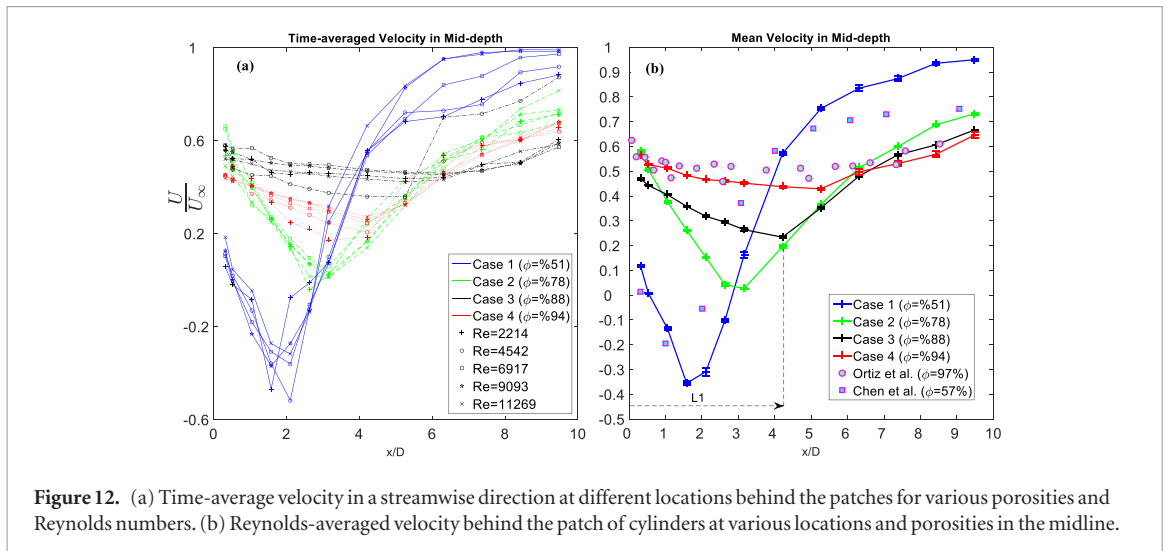 Time-averaged Velocity in Mid-depth
(a)
1
0.6
0.2
-0.2
-0.6
U
U∞
0
2
4
6
8
10
x/D
Case 1 (ϕ=%51)
Case 2 (ϕ=%78)
Case 3 (ϕ=%88)
Case 4 (ϕ=%94)
Re=2214
Re=4542
Re=6917
Re=9093
Re=11269
Mean Velocity in Mid-depth
(b)
1
0.9
0.8
0.7
0.6
0.5
0.4
0.3
0.2
0.1
0
-0.1
-0.2
-0.3
-0.4
-0.5
0
1
2
3
4
5
6
7
8
9
10
x/D
L1
Case 1 (ϕ=%51)
Case 2 (ϕ=%78)
Case 3 (ϕ=%88)
Case 4 (ϕ=%94)
Ortiz et al. (ϕ=97%)
Chen et al. (ϕ=57%)
Figure 12. (a) Time-average velocity in a streamwise direction at different locations behind the patches for various porosities and
Reynolds numbers. (b) Reynolds-averaged velocity behind the patch of cylinders at various locations and porosities in the midline.